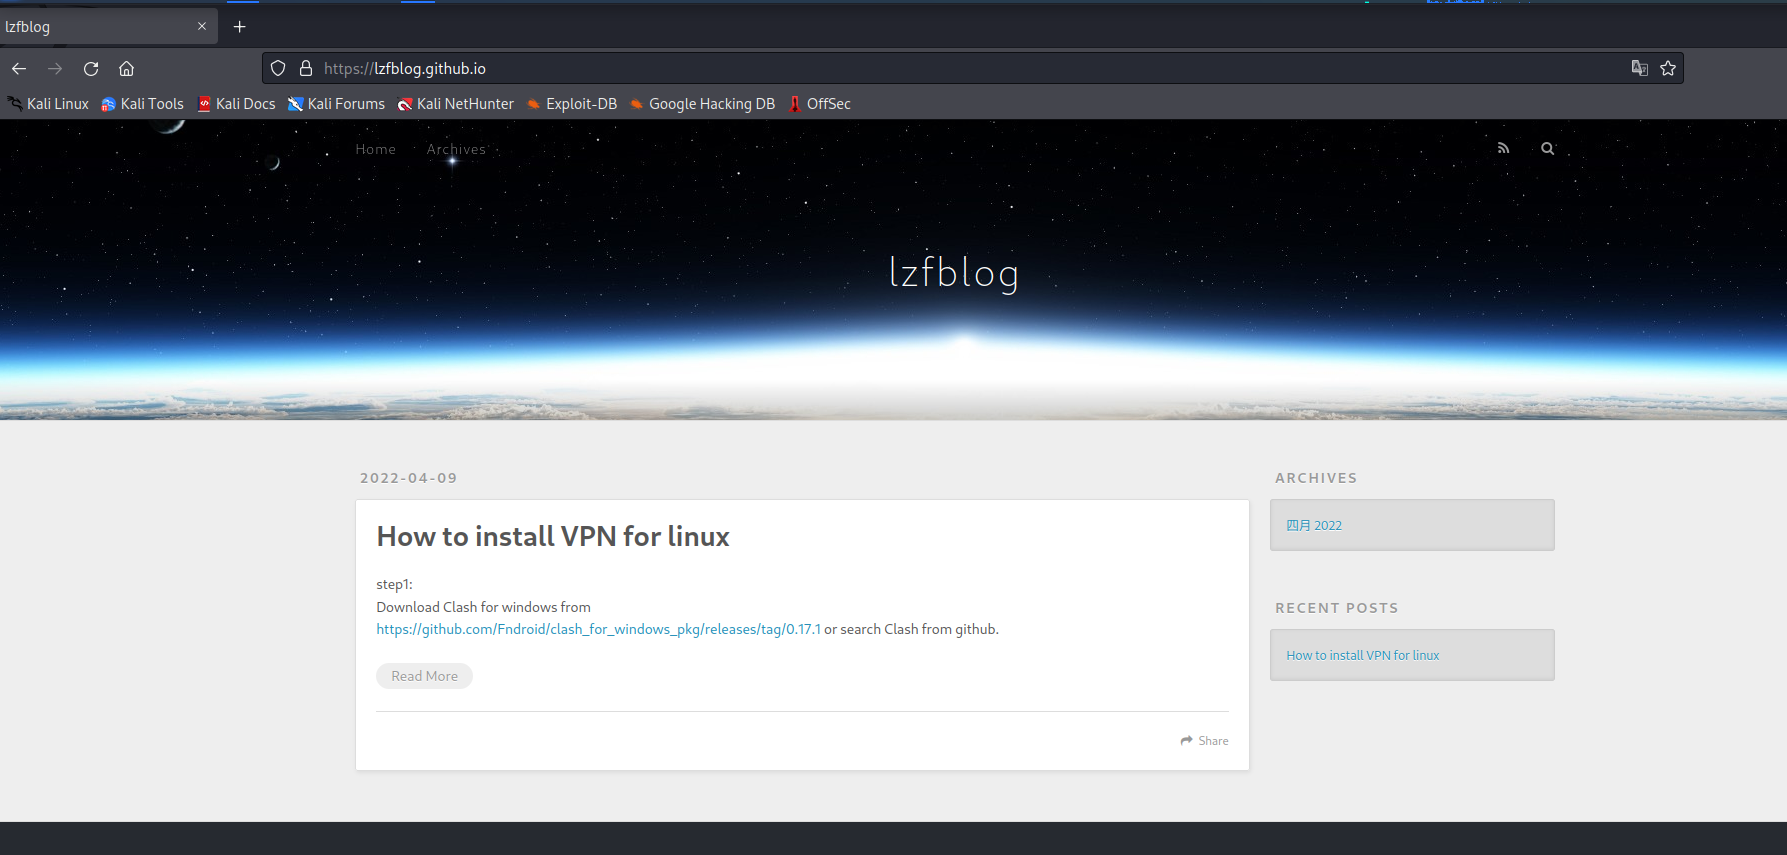 lzfblog
https://lzfblog.github.io
Kali Linux Kali Tools Kali Docs Kali Forums Kali NetHunter Exploit-DB Google Hacking DB OffSec
Home Archives
lzfblog
2022-04-09
How to install VPN for linux
step1:
Download Clash for windows from
https://github.com/Fndroid/clash_for_windows_pkg/releases/tag/0.17.1 or search Clash from github.
Read More
Share
ARCHIVES
四月 2022
RECENT POSTS
How to install VPN for linux